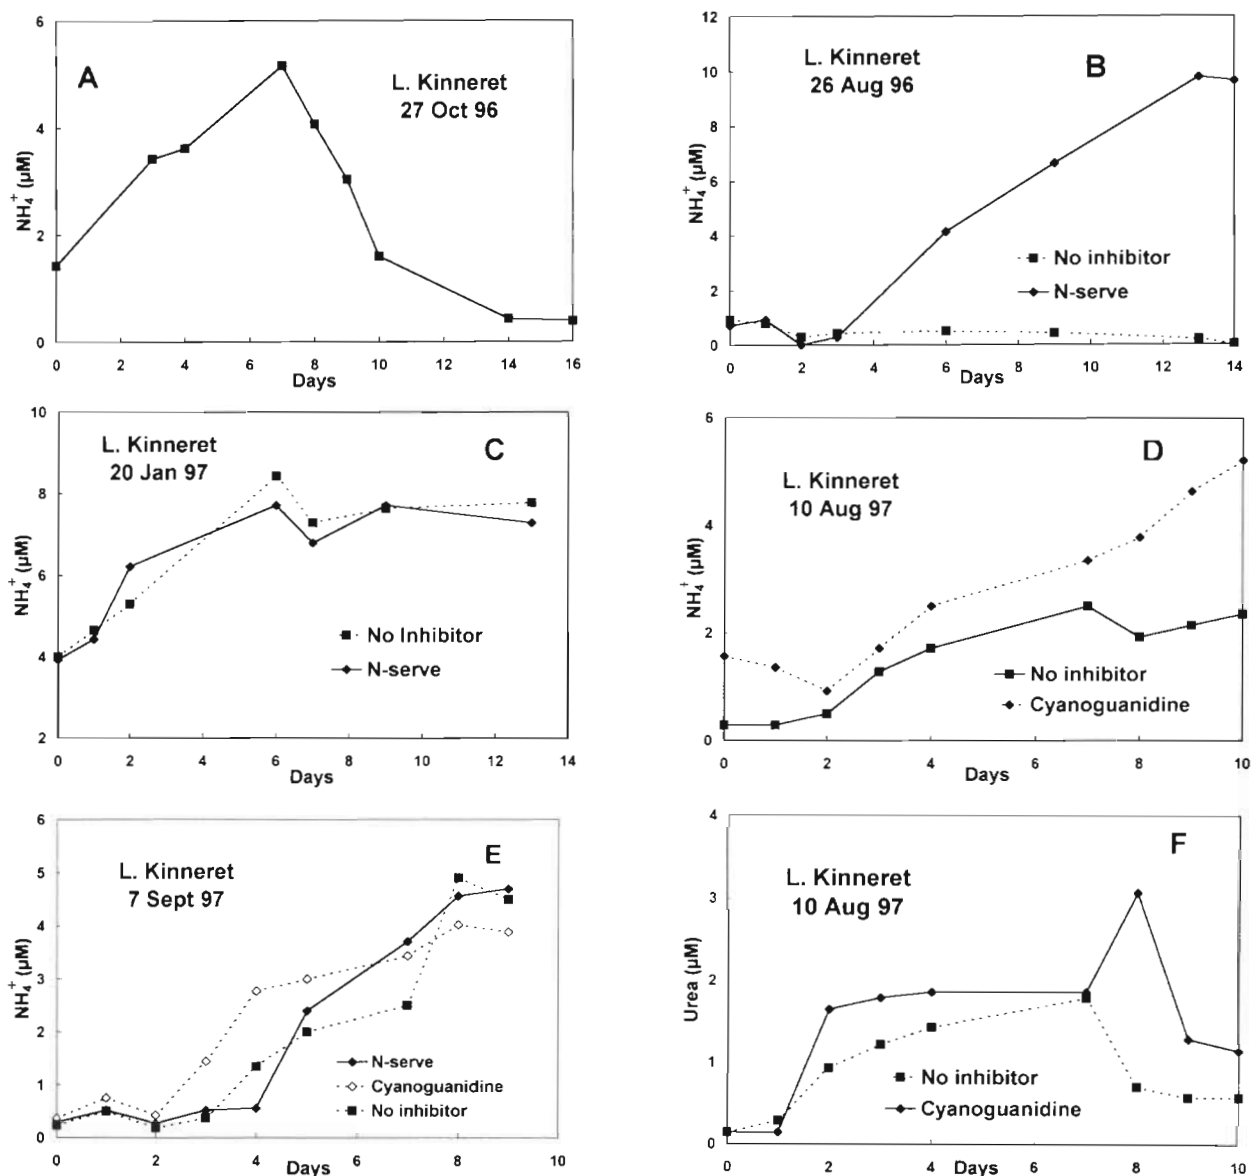 6
4
2
0
NH₄⁺ (µM)
A
L. Kinneret
27 Oct 96
0 2 4 6 8 10 12 14 16
Days
12
10
8
6
4
2
0
NH₄⁺ (µM)
L. Kinneret
26 Aug 96
B
No inhibitor
N-serve
0 2 4 6 8 10 12 14
Days
10
8
6
4
2
NH₄⁺ (µM)
L. Kinneret
20 Jan 97
C
No Inhibitor
N-serve
0 2 4 6 8 10 12 14
Days
6
4
2
0
NH₄⁺ (µM)
L. Kinneret
10 Aug 97
D
No inhibitor
Cyanoguanidine
0 2 4 6 8 10
Days
6
5
4
3
2
1
0
NH₄⁺ (µM)
L. Kinneret
7 Sept 97
E
N-serve
Cyanoguanidine
No inhibitor
0 2 4 6 8 10
Days
4
3
2
1
0
Urea (µM)
L. Kinneret
10 Aug 97
F
No inhibitor
Cyanoguanidine
0 2 4 6 8 10
Days